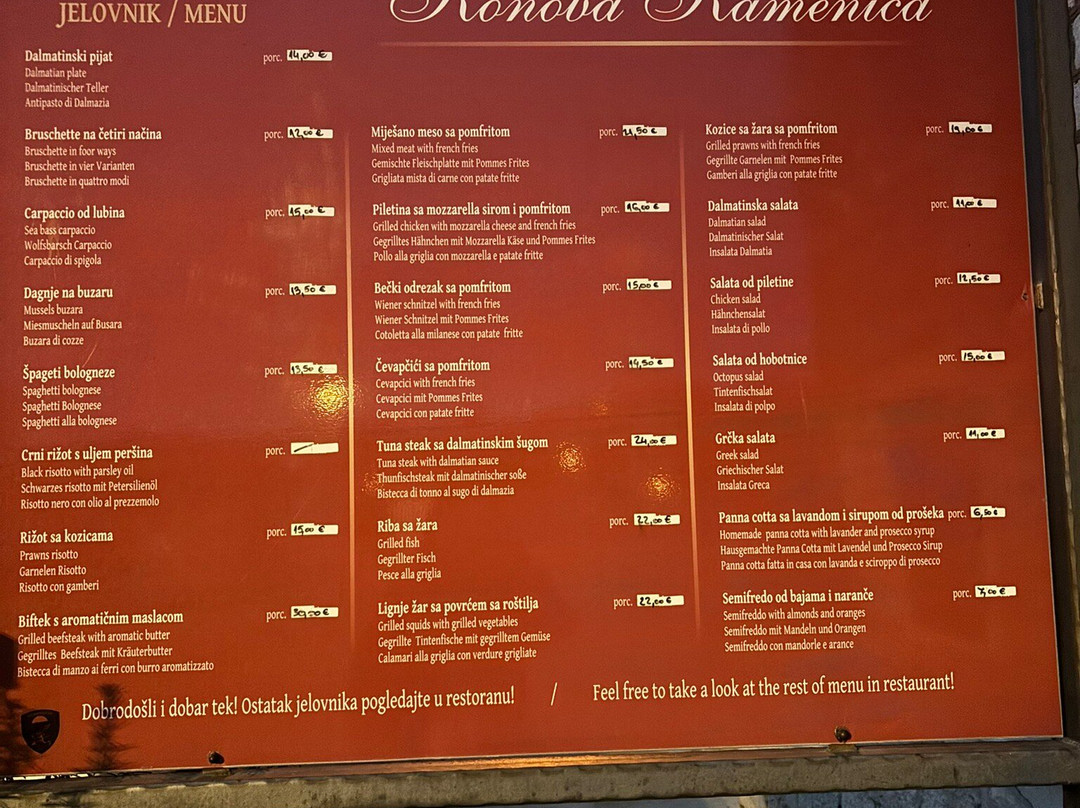 JELOVNIK / MENU
Konoba Kamenica
Dalmatinski pijat porc. 14,00 €
Dalmatian plate
Dalmatinischer Teller
Antipasto di Dalmazia
Bruschette na četiri načina porc. 12,00 €
Bruschette in foor ways
Bruschette in vier Varianten
Bruschette in quattro modi
Carpaccio od lubina porc. 15,00 €
Sea bass carpaccio
Wolfsbarsch Carpaccio
Carpaccio di spigola
Dagnje na buzaru porc. 13,50 €
Mussels buzara
Miesmuscheln auf Busara
Buzara di cozze
Špageti bologneze porc. 13,50 €
Spaghetti bolognese
Spaghetti Bolognese
Spaghetti alla bolognese
Crni rižot s uljem peršina porc.
Black risotto with parsley oil
Schwarzes risotto mit Petersilienöl
Risotto nero con olio al prezzemolo
Rižot sa kozicama porc. 15,00 €
Prawns risotto
Garnelen Risotto
Risotto con gamberi
Biftek s aromatičnim maslacom porc. 30,00 €
Grilled beefsteak with aromatic butter
Gegrilltes Beefsteak mit Kräuterbutter
Bistecca di manzo ai ferri con burro aromatizzato
Miješano meso sa pomfritom porc. 21,50 €
Mixed meat with french fries
Gemischte Fleischplatte mit Pommes Frites
Grigliata mista di carne con patate fritte
Piletina sa mozzarella sirom i pomfritom porc. 16,00 €
Grilled chicken with mozzarella cheese and french fries
Gegrilltes Hähnchen mit Mozzarella Käse und Pommes Frites
Pollo alla griglia con mozzarella e patate fritte
Bečki odrezak sa pomfritom porc. 15,00 €
Wiener schnitzel with french fries
Wiener Schnitzel mit Pommes Frites
Cotoletta alla milanese con patate fritte
Čevapčići sa pomfritom porc. 14,50 €
Cevapcici with french fries
Cevapcici mit Pommes Frites
Cevapcici con patate fritte
Tuna steak sa dalmatinskim šugom porc. 24,00 €
Tuna steak with dalmatian sauce
Thunfischsteak mit dalmatinischer soße
Bistecca di tonno al sugo di dalmazia
Riba sa žara porc. 22,00 €
Grilled fish
Gegrillter Fisch
Pesce alla griglia
Lignje žar sa povrćem sa roštilja porc. 22,00 €
Grilled squids with grilled vegetables
Gegrillte Tintenfische mit gegrilltem Gemüse
Calamari alla griglia con verdure grigliate
Kozice sa žara sa pomfritom porc. 19,00 €
Grilled prawns with french fries
Gegrillte Garnelen mit Pommes Frites
Gamberi alla griglia con patate fritte
Dalmatinska salata porc. 11,00 €
Dalmatian salad
Dalmatinischer Salat
Insalata Dalmatia
Salata od piletine porc. 12,50 €
Chicken salad
Hähnchensalat
Insalata di pollo
Salata od hobotnice porc. 15,00 €
Octopus salad
Tintenfischsalat
Insalata di polpo
Grčka salata porc. 11,00 €
Greek salad
Griechischer Salat
Insalata Greca
Panna cotta sa lavandom i sirupom od prošeka porc. 6,50 €
Homemade panna cotta with lavander and prosecco syrup
Hausgemachte Panna Cotta mit Lavendel und Prosecco Sirup
Panna cotta fatta in casa con lavanda e sciroppo di prosecco
Semifredo od bajama i naranče porc. 7,00 €
Semifreddo with almonds and oranges
Semifreddo mit Mandeln und Orangen
Semifreddo con mandorle e arance
Dobrodošli i dobar tek! Ostatak jelovnika pogledajte u restoranu! / Feel free to take a look at the rest of menu in restaurant!